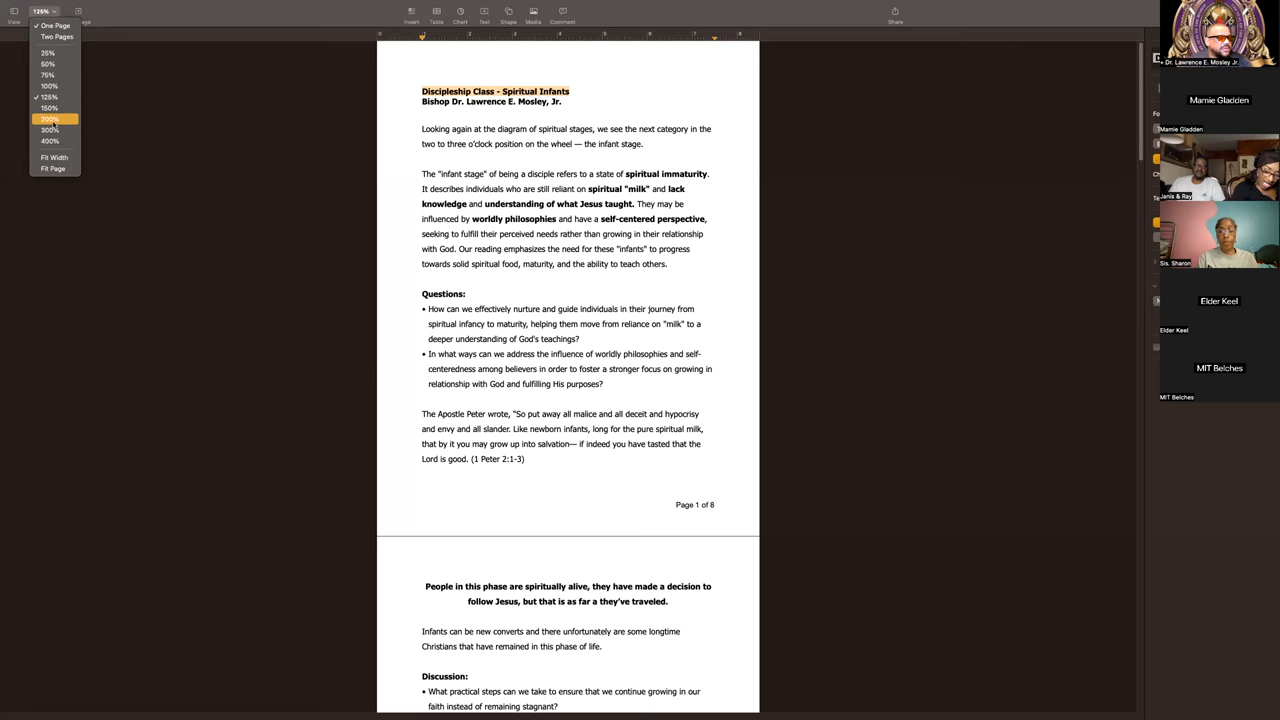 125%
View
Insert
Table
Chart
Text
Shape
Media
Comment
Share
✓ One Page
Two Pages
25%
50%
75%
100%
✓ 125%
150%
200%
300%
400%
Fit Width
Fit Page
0 1 2 3 4 5 6 7 8
Discipleship Class - Spiritual Infants
Bishop Dr. Lawrence E. Mosley, Jr.
Looking again at the diagram of spiritual stages, we see the next category in the
two to three o'clock position on the wheel — the infant stage.
The "infant stage" of being a disciple refers to a state of spiritual immaturity.
It describes individuals who are still reliant on spiritual "milk" and lack
knowledge and understanding of what Jesus taught. They may be
influenced by worldly philosophies and have a self-centered perspective,
seeking to fulfill their perceived needs rather than growing in their relationship
with God. Our reading emphasizes the need for these "infants" to progress
towards solid spiritual food, maturity, and the ability to teach others.
Questions:
• How can we effectively nurture and guide individuals in their journey from
spiritual infancy to maturity, helping them move from reliance on "milk" to a
deeper understanding of God's teachings?
• In what ways can we address the influence of worldly philosophies and self-
centeredness among believers in order to foster a stronger focus on growing in
relationship with God and fulfilling His purposes?
The Apostle Peter wrote, "So put away all malice and all deceit and hypocrisy
and envy and all slander. Like newborn infants, long for the pure spiritual milk,
that by it you may grow up into salvation— if indeed you have tasted that the
Lord is good. (1 Peter 2:1-3)
Page 1 of 8
People in this phase are spiritually alive, they have made a decision to
follow Jesus, but that is as far a they've traveled.
Infants can be new converts and there unfortunately are some longtime
Christians that have remained in this phase of life.
Discussion:
• What practical steps can we take to ensure that we continue growing in our
faith instead of remaining stagnant?
Dr. Lawrence E. Mosley Jr.
Mamie Gladden
Mamie Gladden
Janis & Ray
Sis. Sharon
Elder Keel
Elder Keel
MIT Belches
MIT Belches